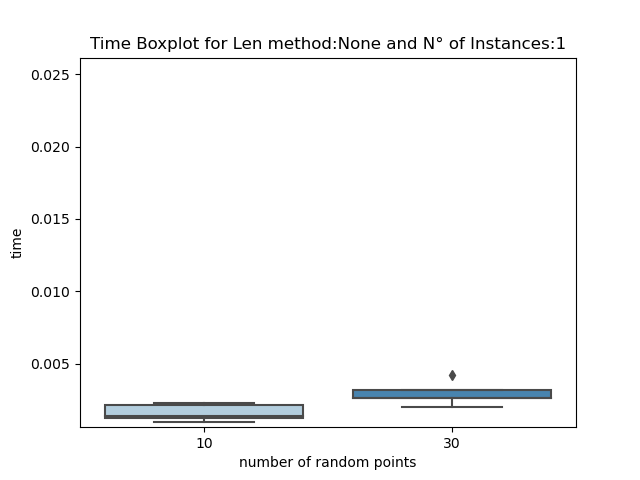 Time Boxplot for Len method:None and N° of Instances:1
0.025
0.020
0.015
0.010
0.005
time
10
30
number of random points